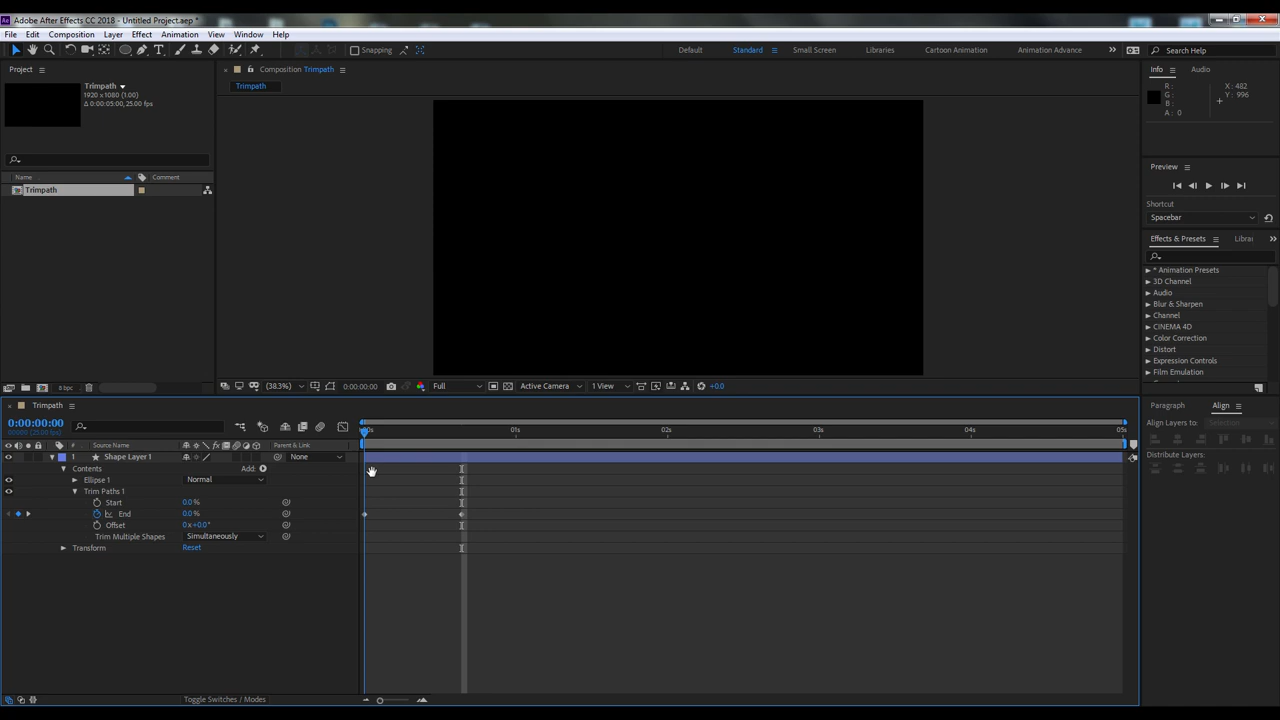 Adobe After Effects CC 2018 - Untitled Project.aep *
File Edit Composition Layer Effect Animation View Window Help
Snapping Default Standard Small Screen Libraries Cartoon Animation Animation Advance Search Help
Project
Composition Trimpath
Info Audio
Trimpath
Trimpath
1920 x 1080 (1.00)
Δ 0:00:05:00, 25.00 fps
R :
G :
B :
A : 0
X : 482
Y : 996
Preview
Name Comment
Trimpath
Shortcut
Spacebar
Effects & Presets Librai
* Animation Presets
3D Channel
Audio
Blur & Sharpen
Channel
CINEMA 4D
Color Correction
Distort
Expression Controls
Film Emulation
8 bpc
(38.3%) 0:00:00:00 Full Active Camera 1 View +0.0
Trimpath
Paragraph Align
0:00:00:00
00000 (25.00 fps)
01s 02s 03s 04s 05s
Align Layers to: Selection
# Source Name Parent & Link
1 Shape Layer 1 None
Distribute Layers:
Contents Add:
Ellipse 1 Normal
Trim Paths 1
Start 0.0 %
End 0.0 %
Offset 0 x +0.0 °
Trim Multiple Shapes Simultaneously
Transform Reset
Toggle Switches / Modes